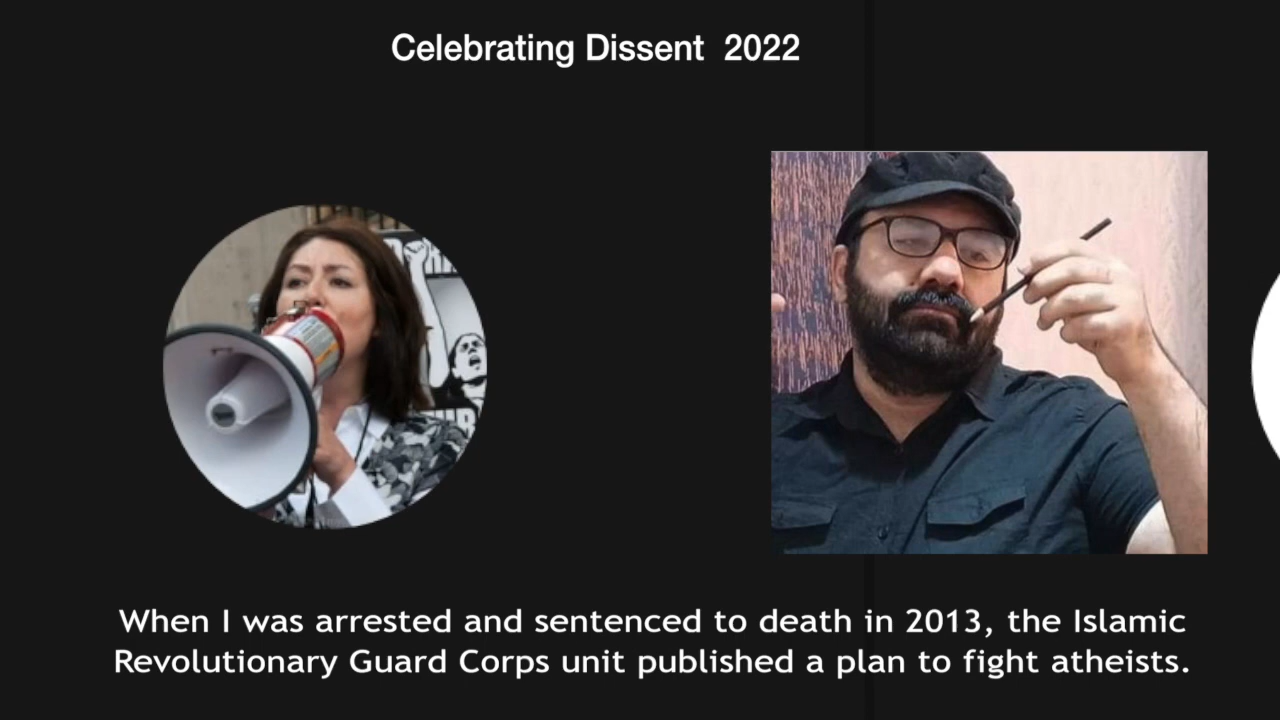 Celebrating Dissent 2022
When I was arrested and sentenced to death in 2013, the Islamic
Revolutionary Guard Corps unit published a plan to fight atheists.